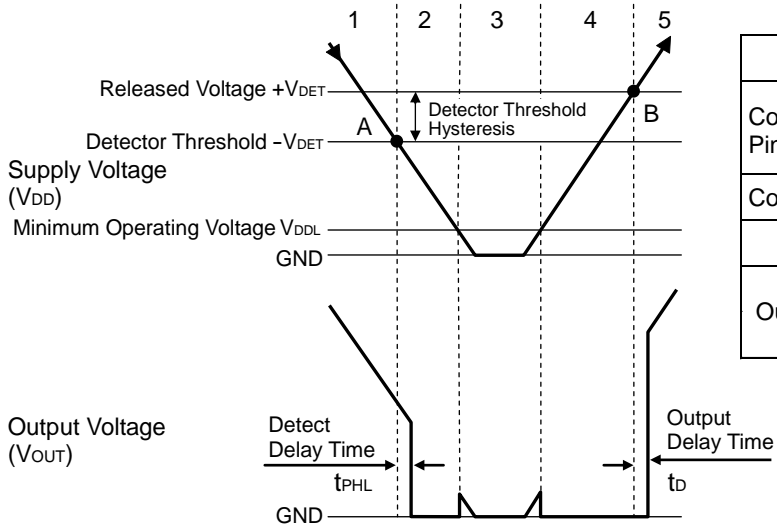 1 2 3 4 5
Released Voltage +VDET
Detector Threshold
Hysteresis
A
B
Detector Threshold –VDET
Supply Voltage
(VDD)
Minimum Operating Voltage VDDL
GND
Output Voltage
(VOUT)
Detect
Delay Time
tPHL
Output
Delay Time
tD
GND
Co
Pin
Co
Ou